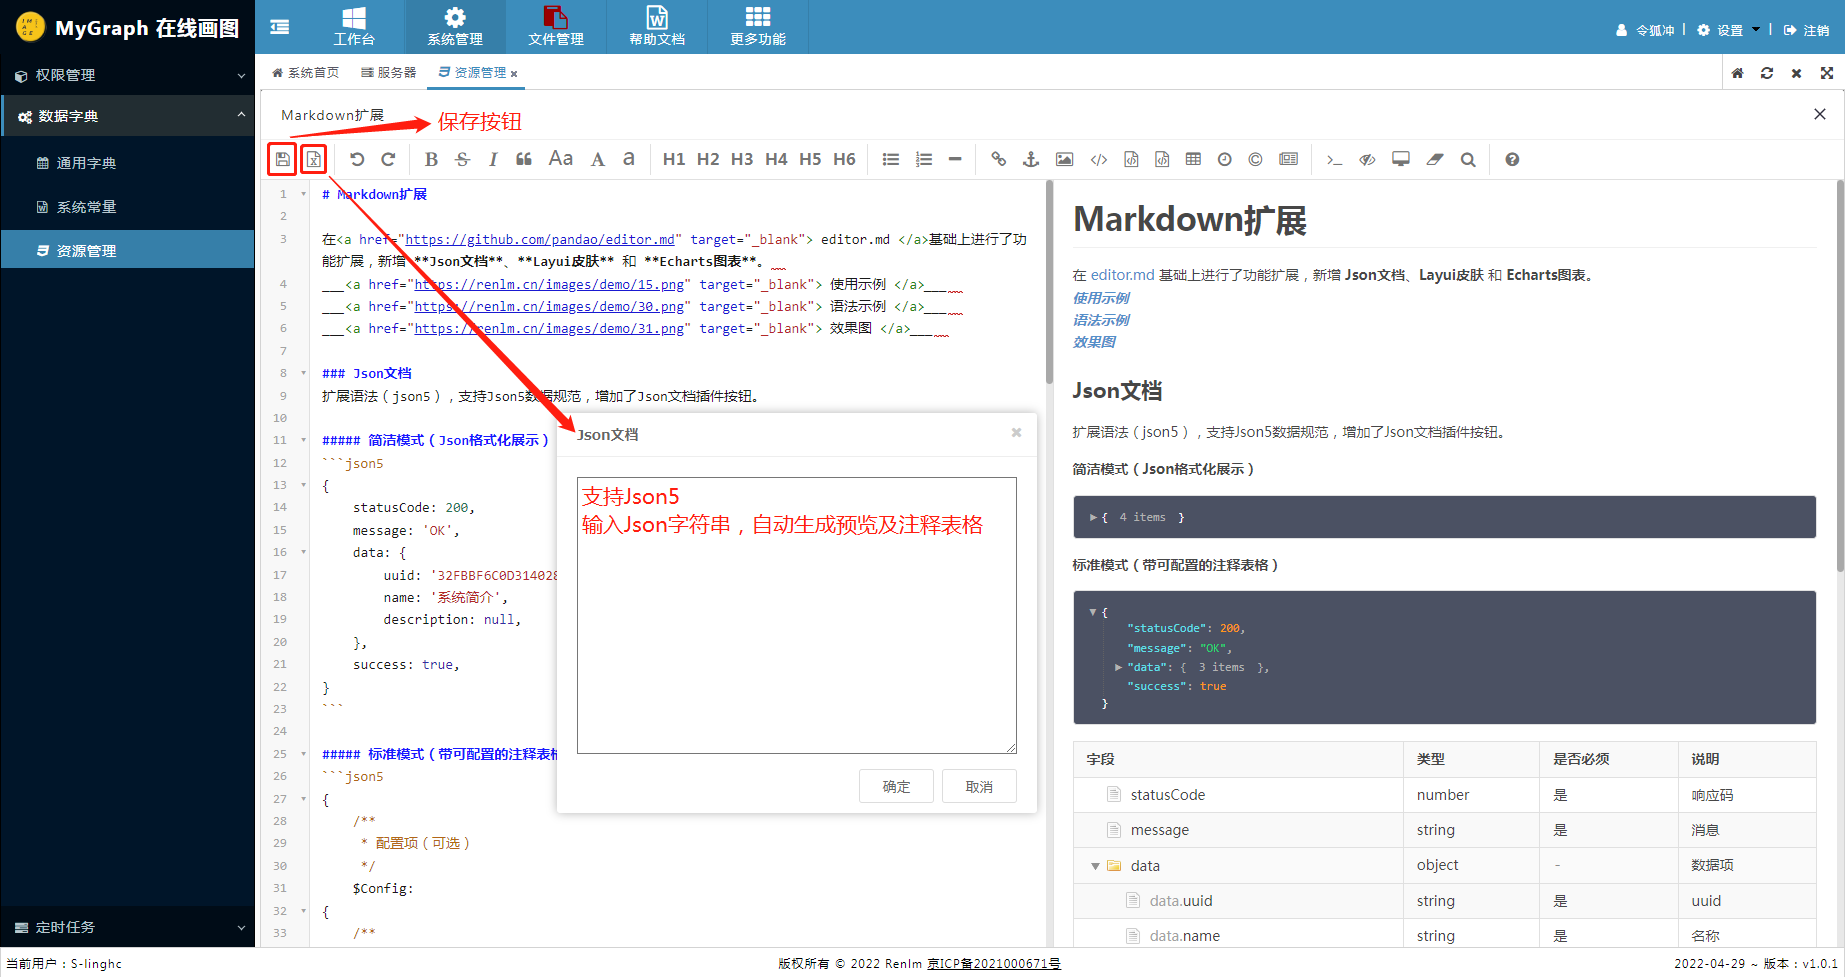 MyGraph 在线画图
工作台
系统管理
文件管理
帮助文档
更多功能
令狐冲
设置
注销
权限管理
数据字典
通用字典
系统常量
资源管理
定时任务
系统首页
服务器
资源管理
Markdown扩展
保存按钮
B S I Aa A a H1 H2 H3 H4 H5 H6
1 # Markdown扩展
2
3 在<a href="https://github.com/pandao/editor.md" target="_blank"> editor.md </a>基础上进行了功
能扩展，新增 **Json文档**、**Layui皮肤** 和 **Echarts图表**。__
4 ___<a href="https://renlm.cn/images/demo/15.png" target="_blank"> 使用示例 </a>_____
5 ___<a href="https://renlm.cn/images/demo/30.png" target="_blank"> 语法示例 </a>_____
6 ___<a href="https://renlm.cn/images/demo/31.png" target="_blank"> 效果图 </a>_____
7
8 ### Json文档
9 扩展语法（json5），支持Json5数据规范，增加了Json文档插件按钮。
10
11 ##### 简洁模式（Json格式化展示）
12 ```json5
13 {
14 statusCode: 200,
15 message: 'OK',
16 data: {
17 uuid: '32FBBF6C0D314028
18 name: '系统简介',
19 description: null,
20 },
21 success: true,
22 }
23 ```
24
25 ##### 标准模式（带可配置的注释表格
26 ```json5
27 {
28 /**
29 * 配置项（可选）
30 */
31 $Config:
32 {
33 /**
Json文档
支持Json5
输入Json字符串，自动生成预览及注释表格
确定
取消
Markdown扩展
在 editor.md 基础上进行了功能扩展，新增 Json文档、Layui皮肤 和 Echarts图表。
使用示例
语法示例
效果图
Json文档
扩展语法（json5），支持Json5数据规范，增加了Json文档插件按钮。
简洁模式（Json格式化展示）
{ 4 items }
标准模式（带可配置的注释表格）
{
"statusCode": 200,
"message": "OK",
"data": { 3 items },
"success": true
}
字段 类型 是否必须 说明
statusCode number 是 响应码
message string 是 消息
data object - 数据项
data.uuid string 是 uuid
data.name string 是 名称
当前用户：S-linghc
版权所有 © 2022 Renlm 京ICP备2021000671号
2022-04-29 ~ 版本：v1.0.1